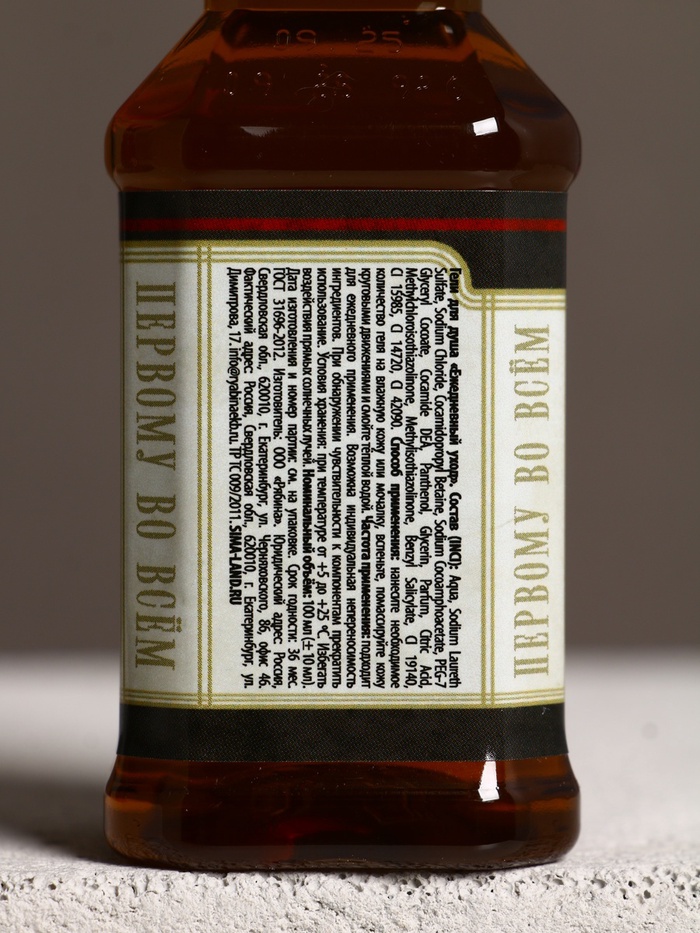 09 25
ПЕРВОМУ ВО ВСЁМ
Гели для душа «Ежедневный уход». Состав (INCI): Aqua, Sodium Laureth
Sulfate, Sodium Chloride, Cocamidopropyl Betaine, Sodium Cocoamphoacetate, PEG-7
Glyceryl Cocoate, Cocamide DEA, Panthenol, Glycerin, Parfum, Citric Acid,
Methylchloroisothiazolinone, Methylisothiazolinone, Benzyl Salicylate, CI 19140,
CI 15985, CI 14720, CI 42090. Способ применения: нанесите необходимое
количество геля на влажную кожу или мочалку, вспеньте, помассируйте кожу
круговыми движениями и смойте тёплой водой. Частота применения: подходит
для ежедневного применения. Возможна индивидуальная непереносимость
ингредиентов. При обнаружении чувствительности к компонентам прекратить
использование. Условия хранения: при температуре от +5 до +25 °С. Избегать
воздействия прямых солнечных лучей. Номинальный объём: 100 мл (± 10 мл).
Дата изготовления и номер партии: см. на упаковке. Срок годности: 36 мес.
ГОСТ 31696-2012. Изготовитель: ООО «Рябина». Юридический адрес: Россия,
Свердловская обл., 620010, г. Екатеринбург, ул. Черняховского, 86, офис 46.
Фактический адрес: Россия, Свердловская обл., 620010, г. Екатеринбург, ул.
Димитрова, 17. info@ryabinaekb.ru. ТР ТС 009/2011. SIMA-LAND.RU
ПЕРВОМУ ВО ВСЁМ